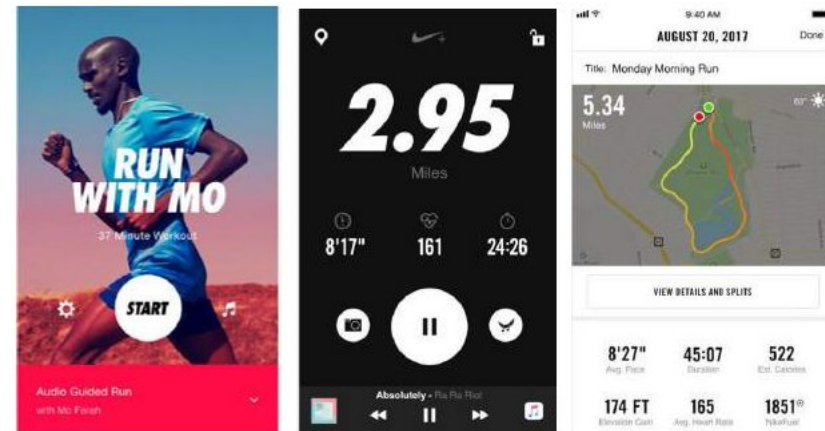 RUN
WITH MO
37 Minute Workout
START
Audio Guided Run
with Mo Farah
2.95
Miles
8'17"
161
24:26
Absolutely - Ra Ra Riot
9:40 AM
AUGUST 20, 2017
Done
Title: Monday Morning Run
5.34
Miles
VIEW DETAILS AND SPLITS
8'27"
45:07
522
Avg. Pace
Duration
Est. Calories
174 FT
165
1851
Elevation Gain
Avg. Heart Rate
NikeFuel